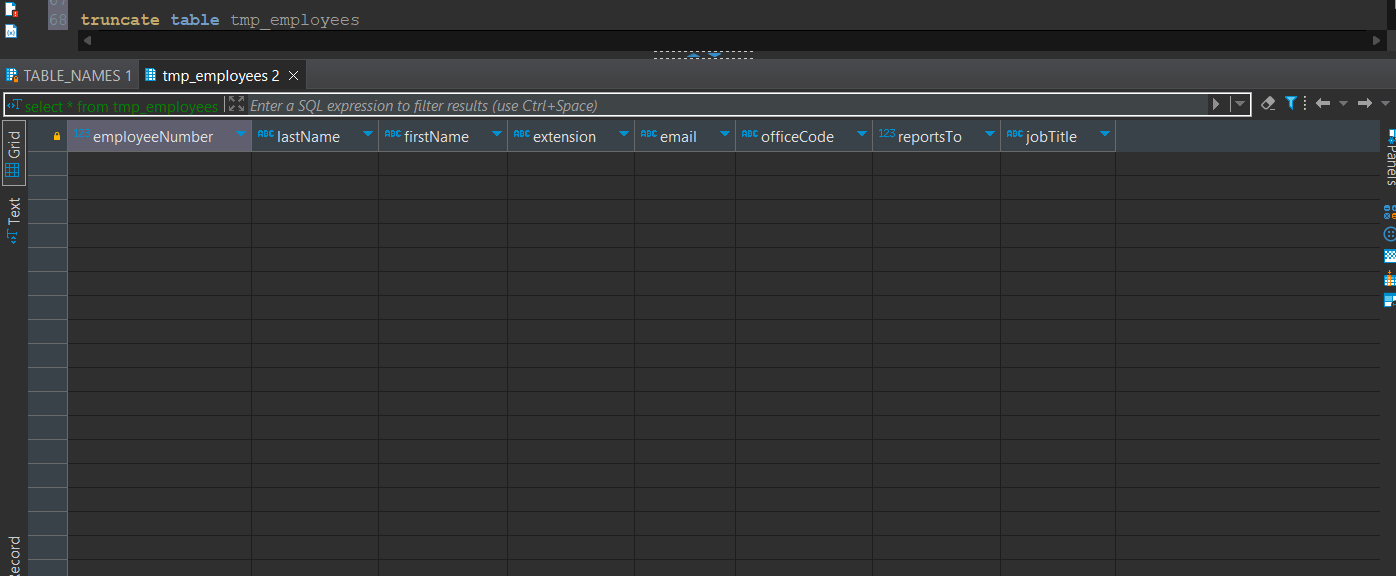 68 truncate table tmp_employees
TABLE_NAMES 1 tmp_employees 2
select * from tmp_employees Enter a SQL expression to filter results (use Ctrl+Space)
Grid
123 employeeNumber ABC lastName ABC firstName ABC extension ABC email ABC officeCode 123 reportsTo ABC jobTitle
Panels
Text
Record